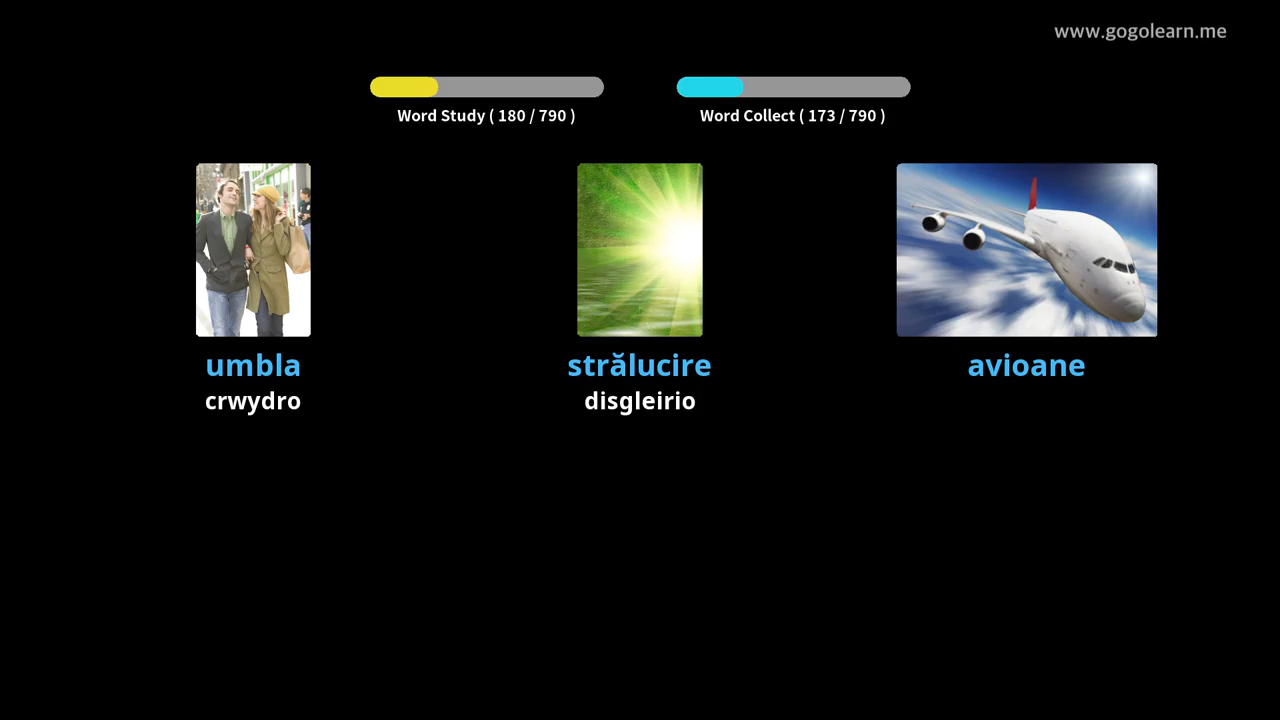 www.gogolearn.me
Word Study ( 180 / 790 )
Word Collect ( 173 / 790 )
umbla
crwydro
strălucire
disgleirio
avioane